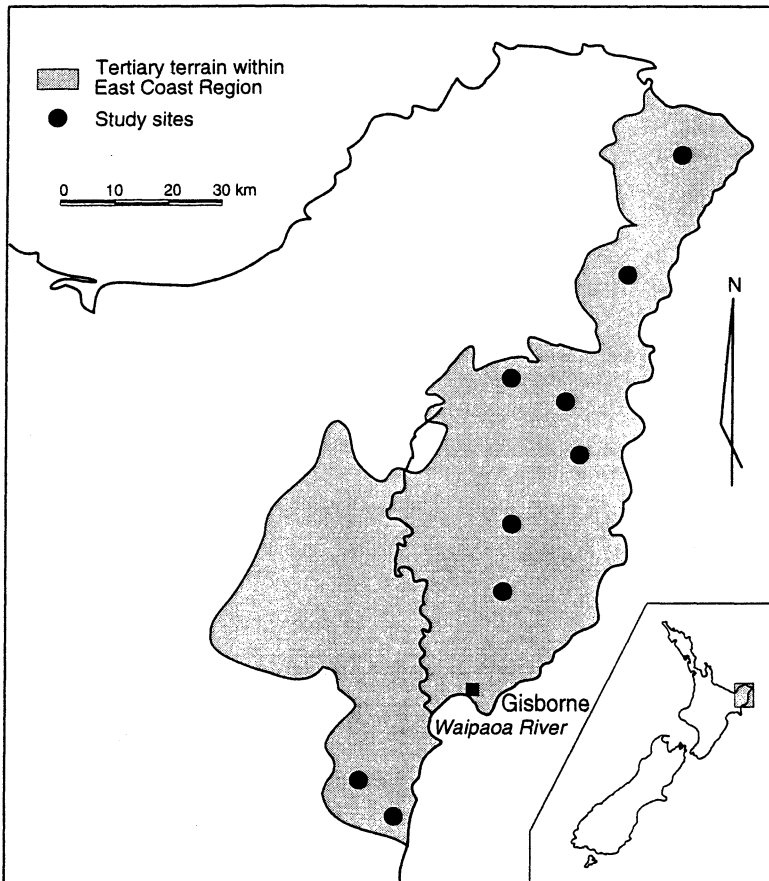 Tertiary terrain within
East Coast Region
Study sites
0 10 20 30 km
N
Gisborne
Waipaoa River